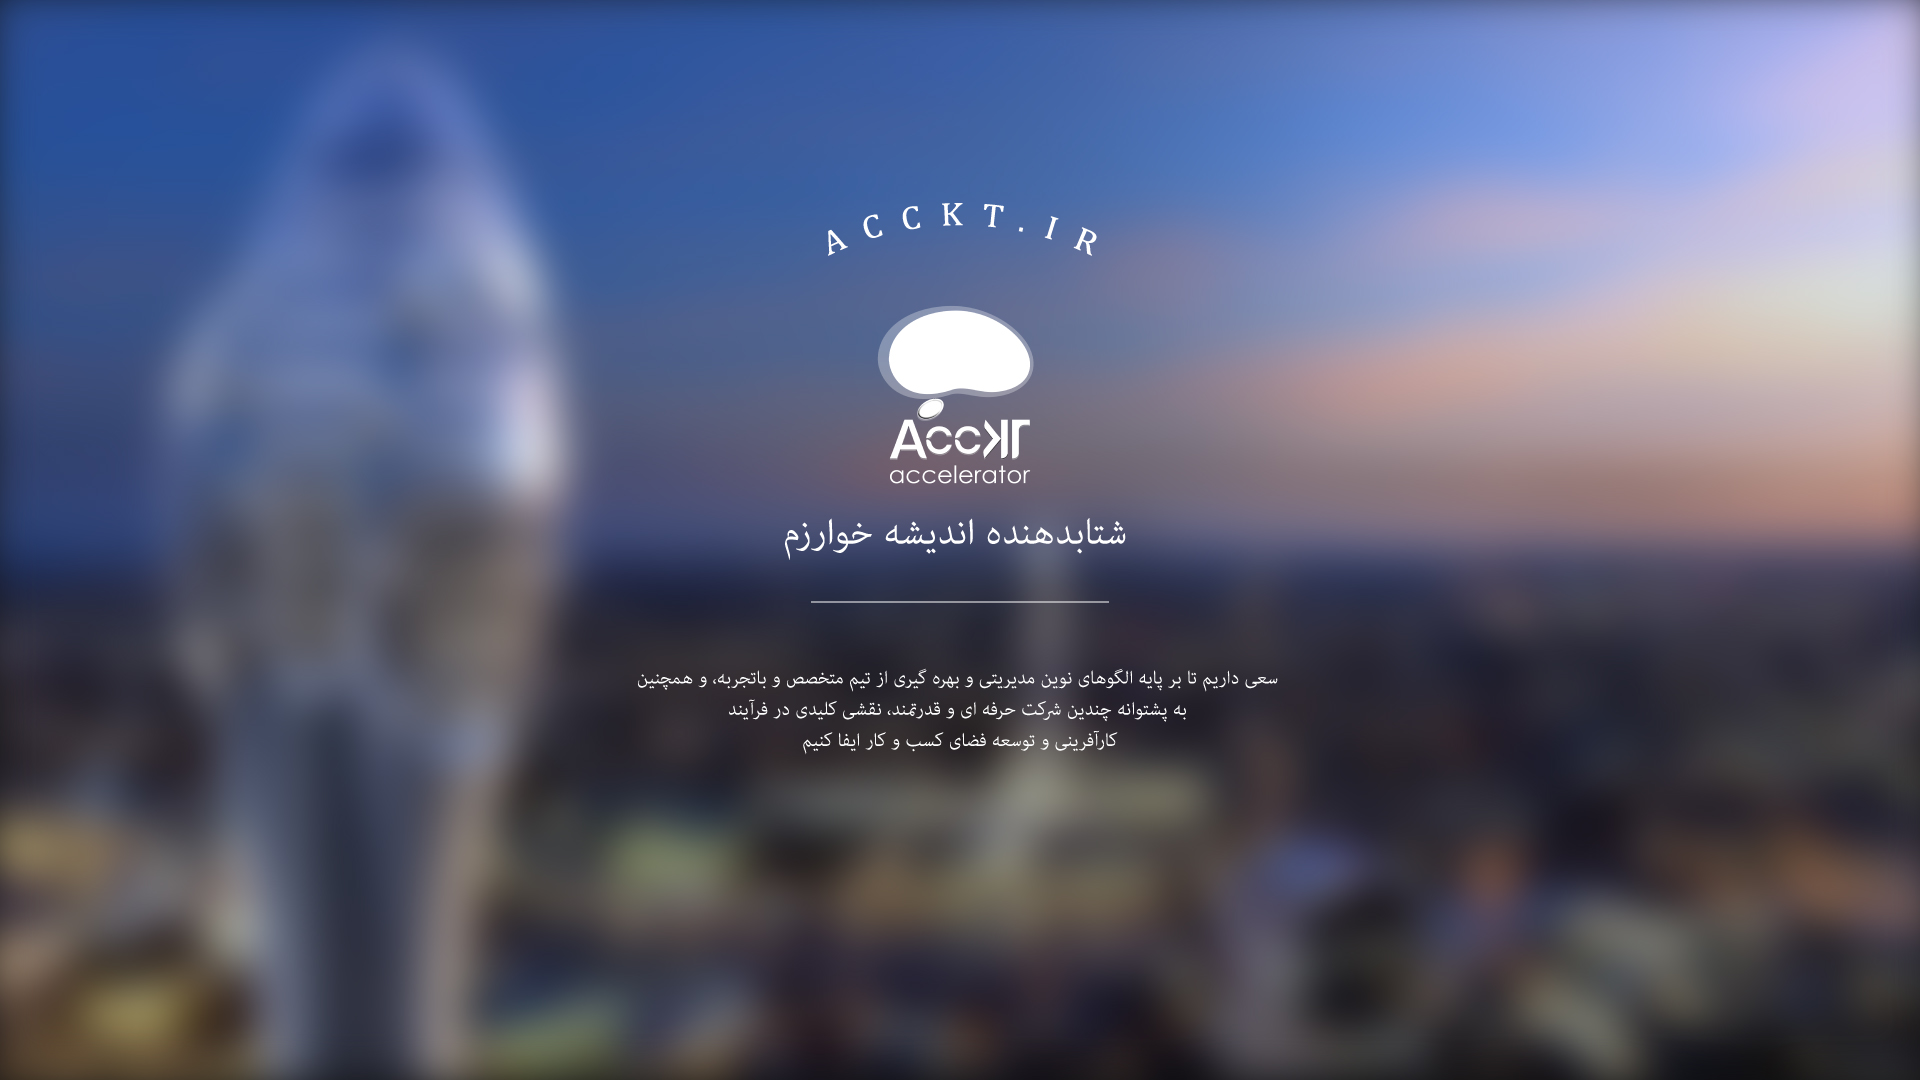 ACCKT.IR
AccKT
accelerator
شتابدهنده اندیشه خوارزم
سعی داریم تا بر پایه الگوهای نوین مدیریتی و بهره گیری از تیم متخصص و باتجربه، و همچنین
به پشتوانه چندین شرکت حرفه ای و قدرتمند، نقشی کلیدی در فرآیند
کارآفرینی و توسعه فضای کسب و کار ایفا کنیم